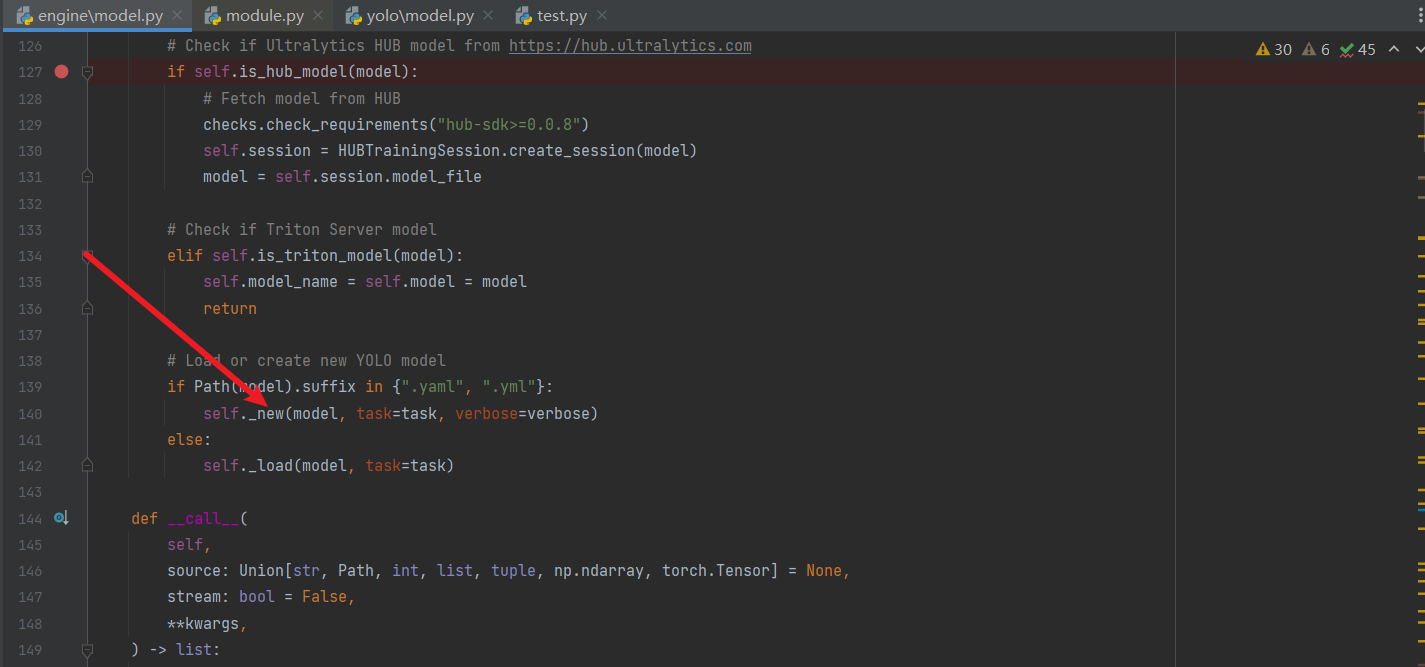 engine\model.py module.py yolo\model.py test.py
30 6 45
126 # Check if Ultralytics HUB model from https://hub.ultralytics.com
127 if self.is_hub_model(model):
128 # Fetch model from HUB
129 checks.check_requirements("hub-sdk>=0.0.8")
130 self.session = HUBTrainingSession.create_session(model)
131 model = self.session.model_file
132
133 # Check if Triton Server model
134 elif self.is_triton_model(model):
135 self.model_name = self.model = model
136 return
137
138 # Load or create new YOLO model
139 if Path(model).suffix in {".yaml", ".yml"}:
140 self._new(model, task=task, verbose=verbose)
141 else:
142 self._load(model, task=task)
143
144 def __call__(
145 self,
146 source: Union[str, Path, int, list, tuple, np.ndarray, torch.Tensor] = None,
147 stream: bool = False,
148 **kwargs,
149 ) -> list: